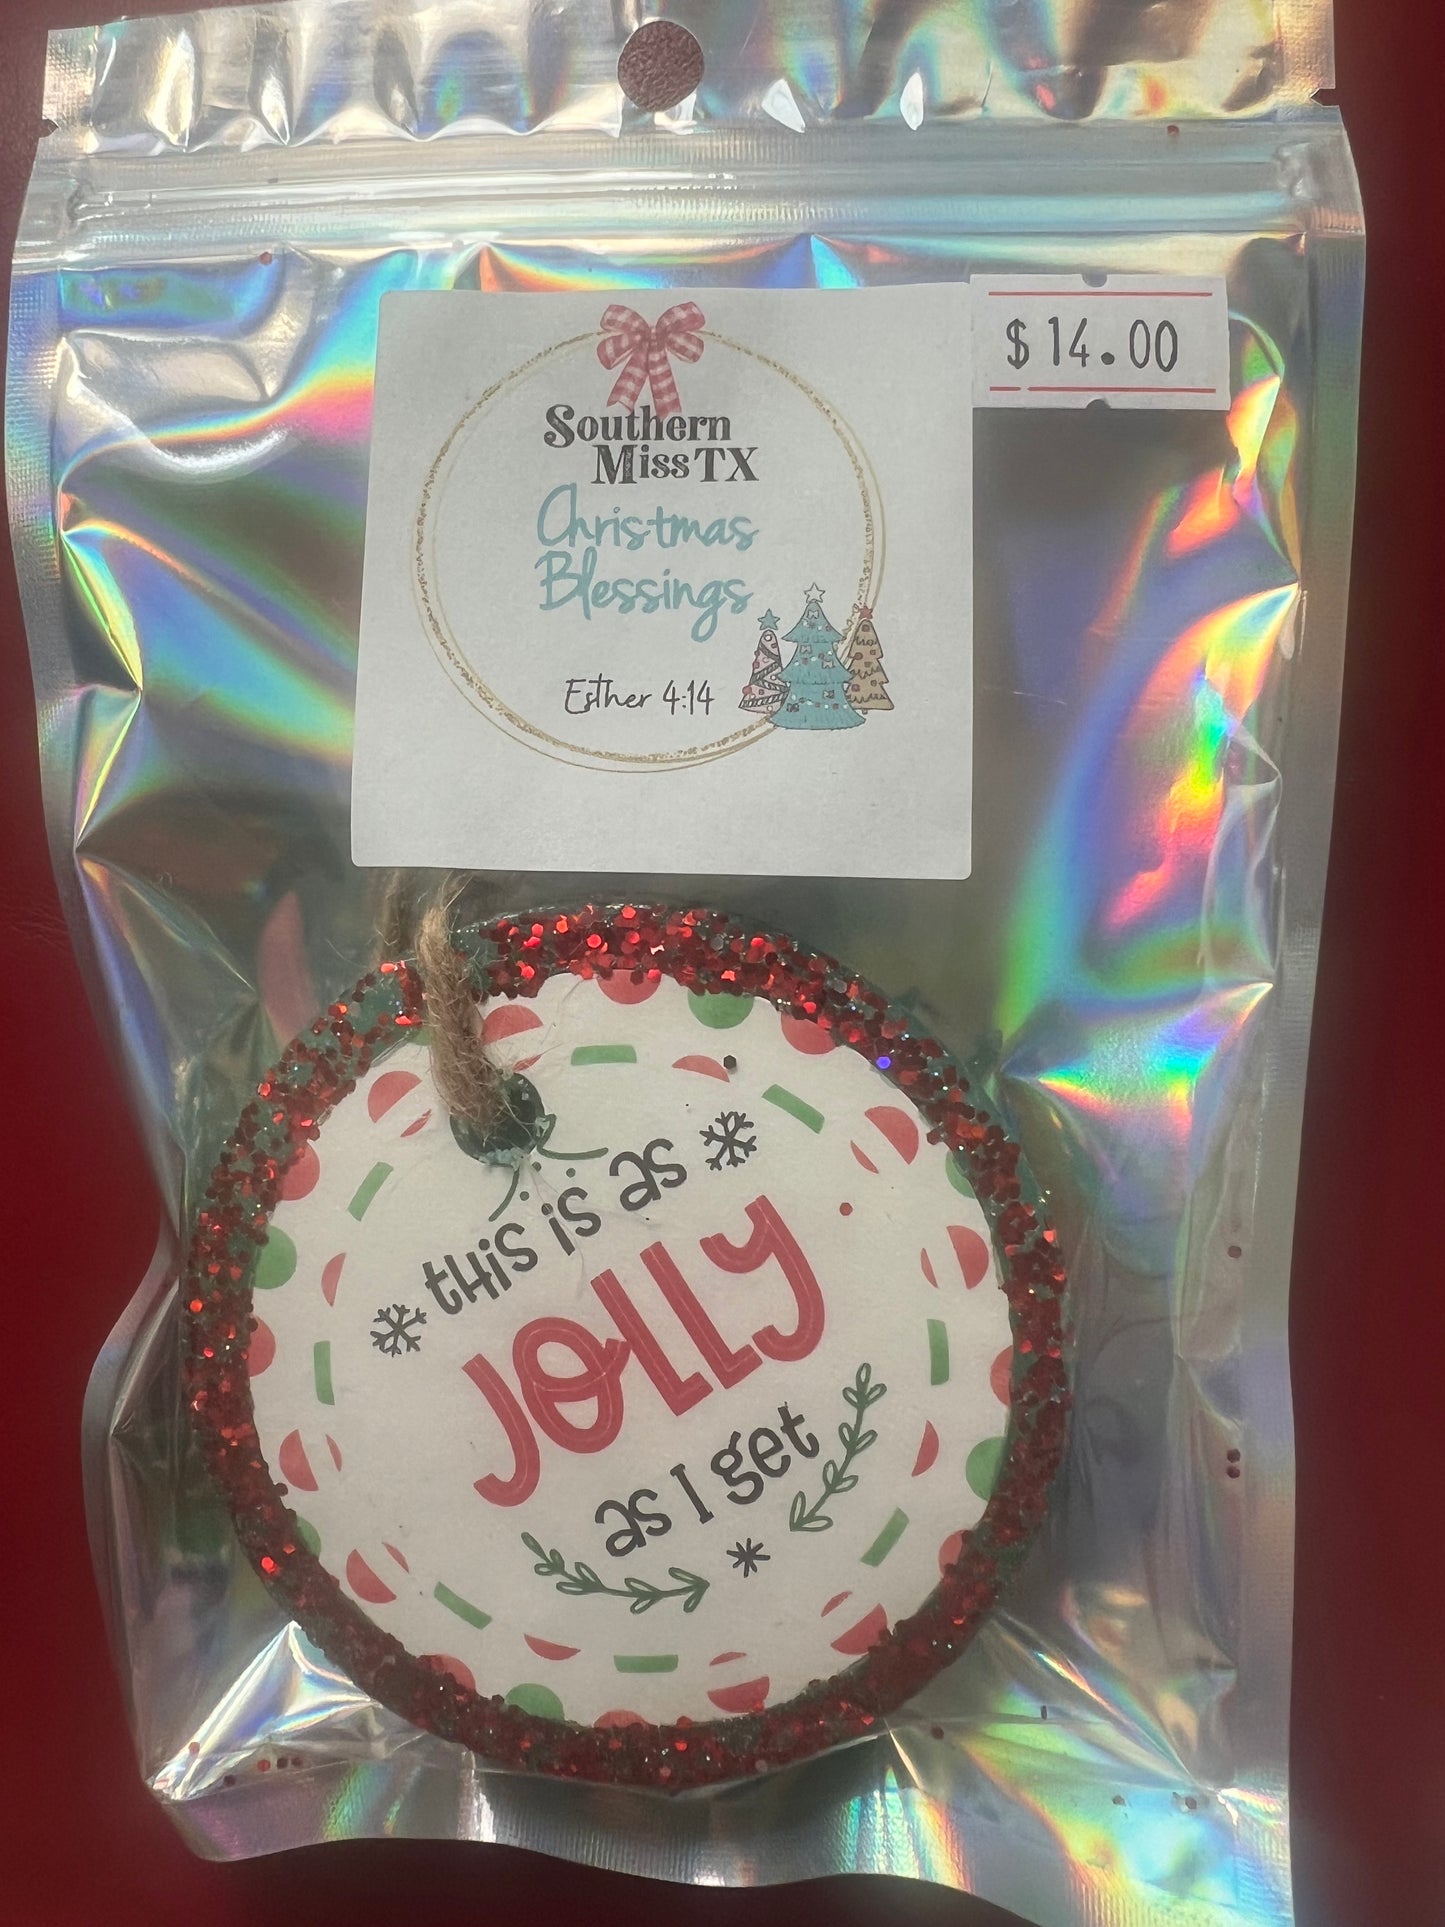 $14.00
Southern
Miss TX
Christmas
Blessings
Esther 4:14
this is as
JOLLY
as I get